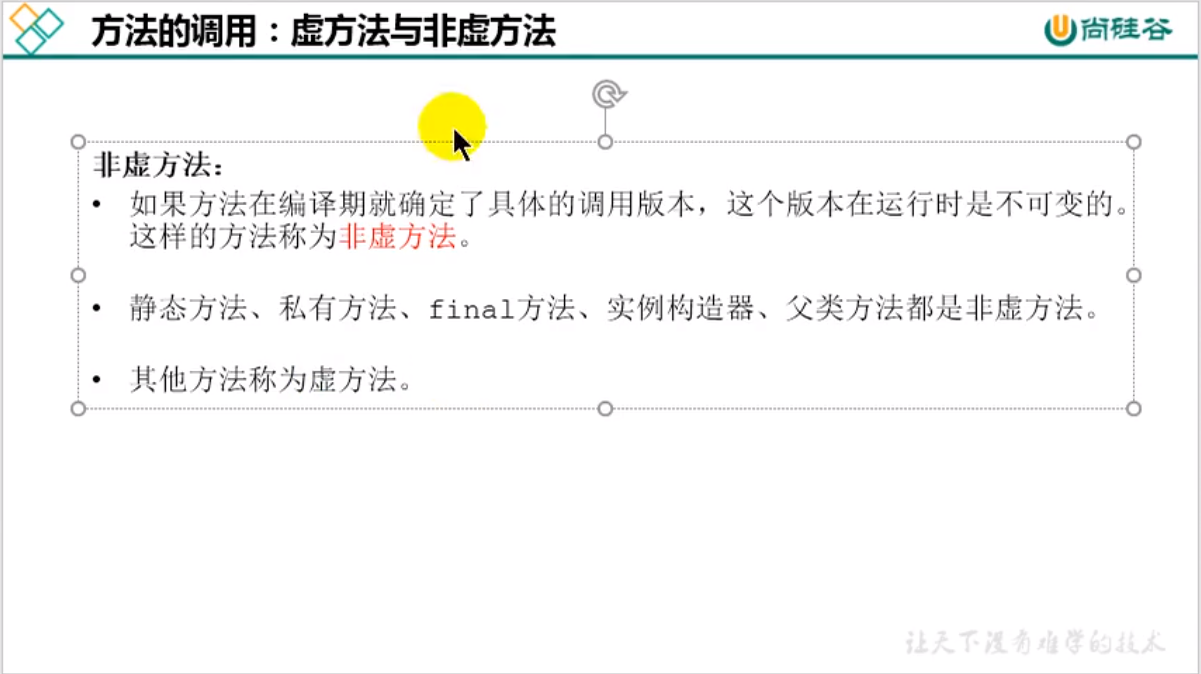 方法的调用：虚方法与非虚方法
尚硅谷
非虚方法：
• 如果方法在编译期就确定了具体的调用版本，这个版本在运行时是不可变的。
这样的方法称为非虚方法。
• 静态方法、私有方法、final方法、实例构造器、父类方法都是非虚方法。
• 其他方法称为虚方法。
让天下没有难学的技术